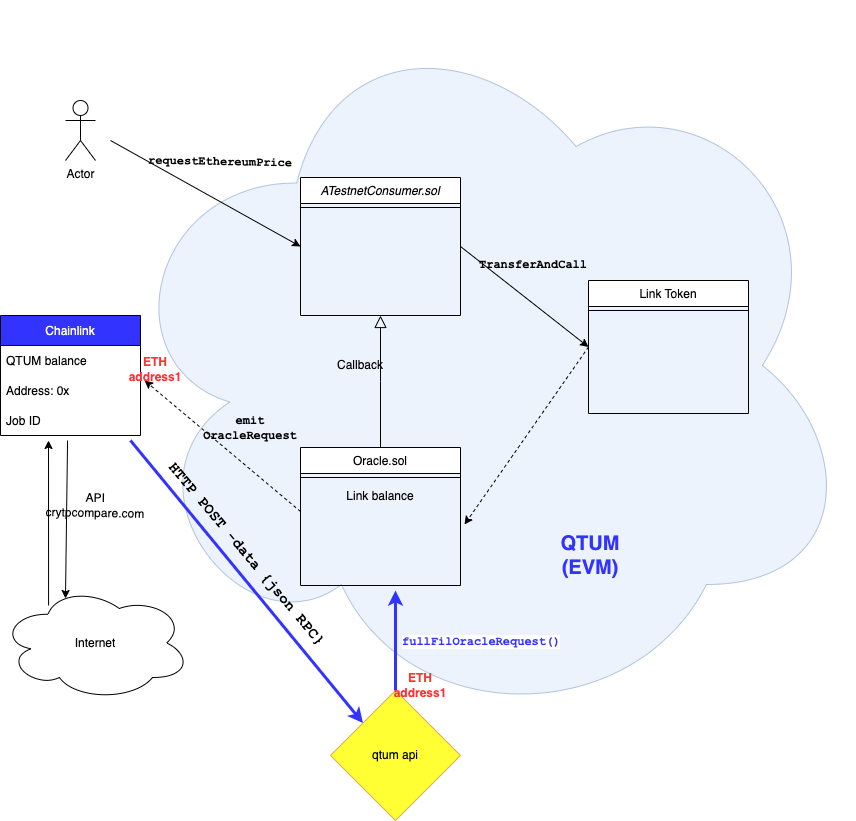 Actor
requestEthereumPrice
ATestnetConsumer.sol
TransferAndCall
Link Token
Chainlink
QTUM balance
Address: 0x
Job ID
ETH
address1
Callback
emit
OracleRequest
Oracle.sol
Link balance
API
crytpcompare.com
HTTP POST -data {json RPC}
QTUM
(EVM)
Internet
fullFilOracleRequest()
ETH
address1
qtum api